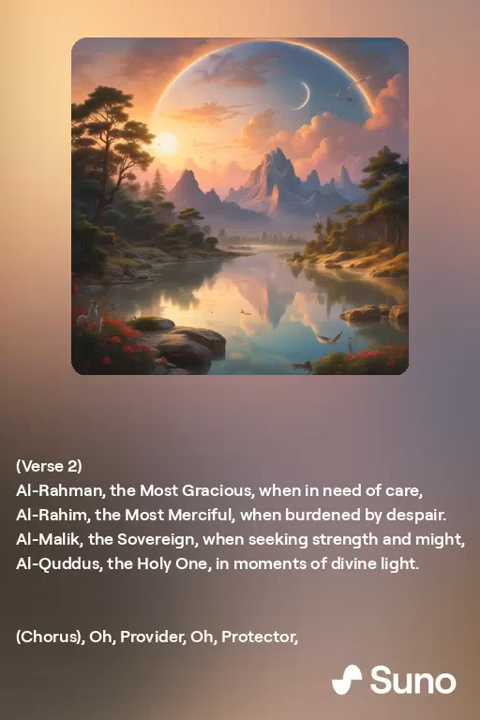 (Verse 2)
Al-Rahman, the Most Gracious, when in need of care,
Al-Rahim, the Most Merciful, when burdened by despair.
Al-Malik, the Sovereign, when seeking strength and might,
Al-Quddus, the Holy One, in moments of divine light.
(Chorus), Oh, Provider, Oh, Protector,
Suno